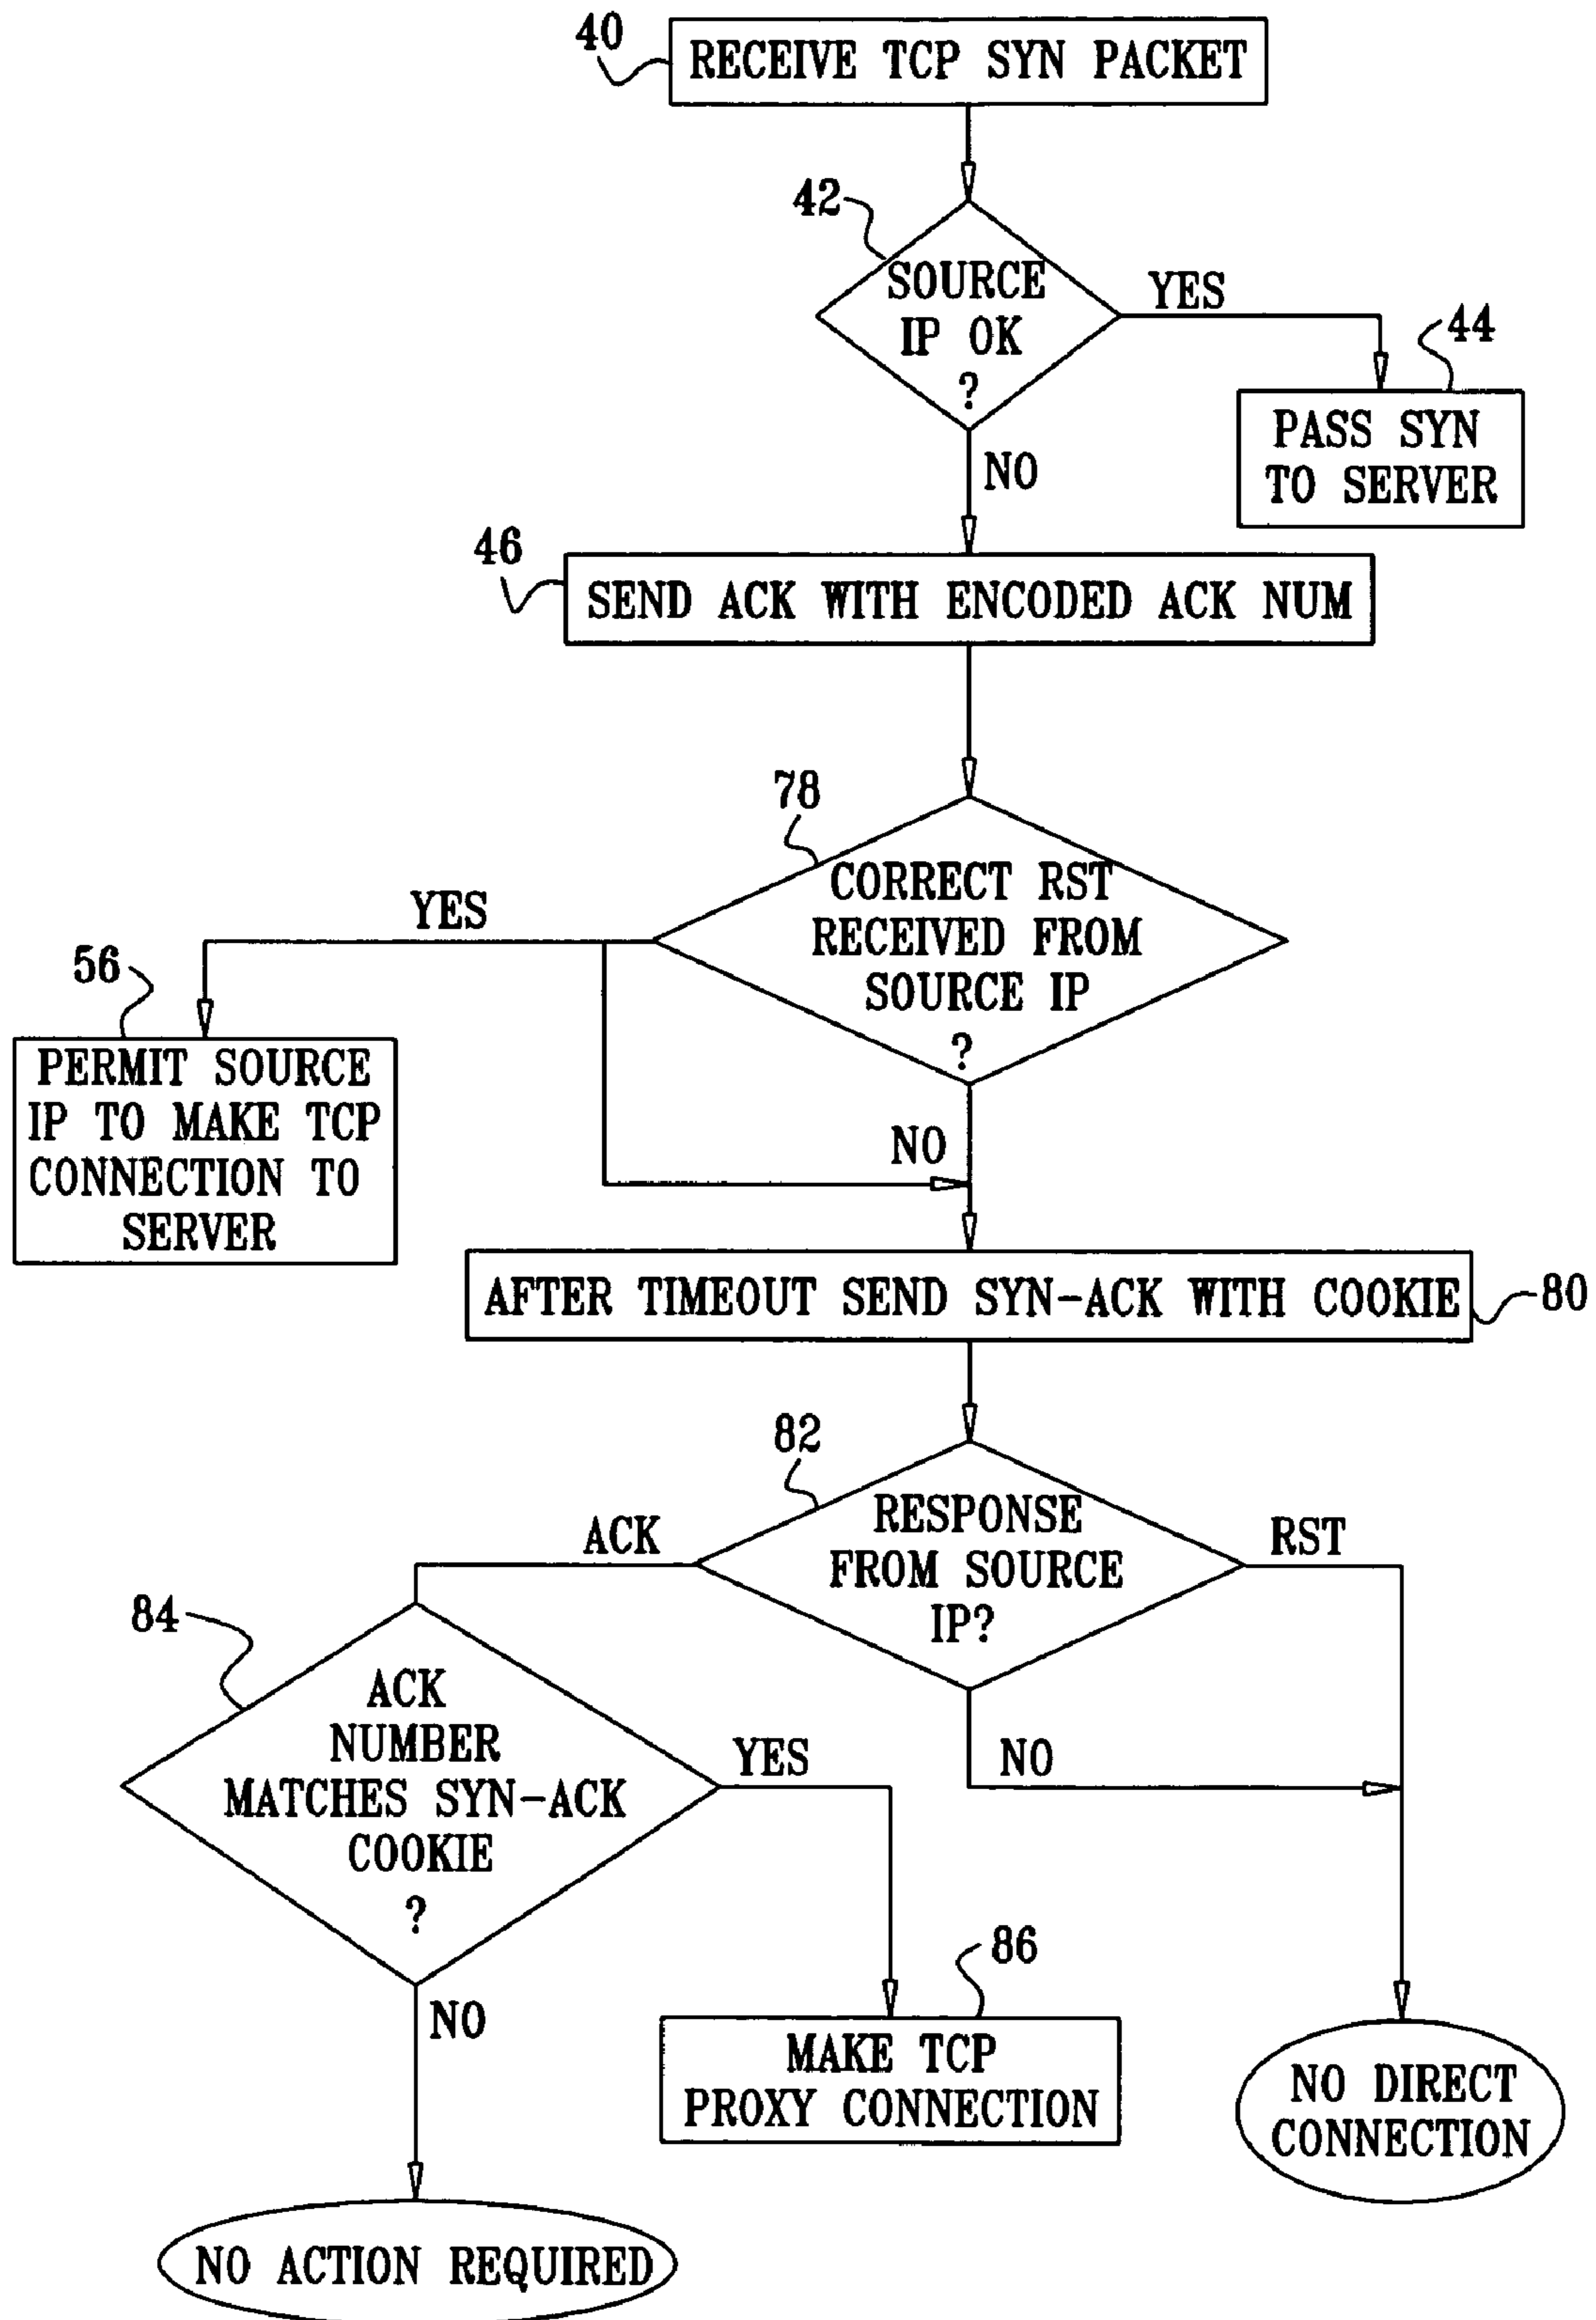 40
RECEIVE TCP SYN PACKET
42
SOURCE
IP OK
?
YES
44
PASS SYN
TO SERVER
NO
46
SEND ACK WITH ENCODED ACK NUM
78
CORRECT RST
RECEIVED FROM
SOURCE IP
?
YES
56
PERMIT SOURCE
IP TO MAKE TCP
CONNECTION TO
SERVER
NO
AFTER TIMEOUT SEND SYN-ACK WITH COOKIE
80
82
RESPONSE
FROM SOURCE
IP?
ACK
RST
84
ACK
NUMBER
MATCHES SYN-ACK
COOKIE
?
YES
NO
86
NO
MAKE TCP
PROXY CONNECTION
NO DIRECT
CONNECTION
NO ACTION REQUIRED